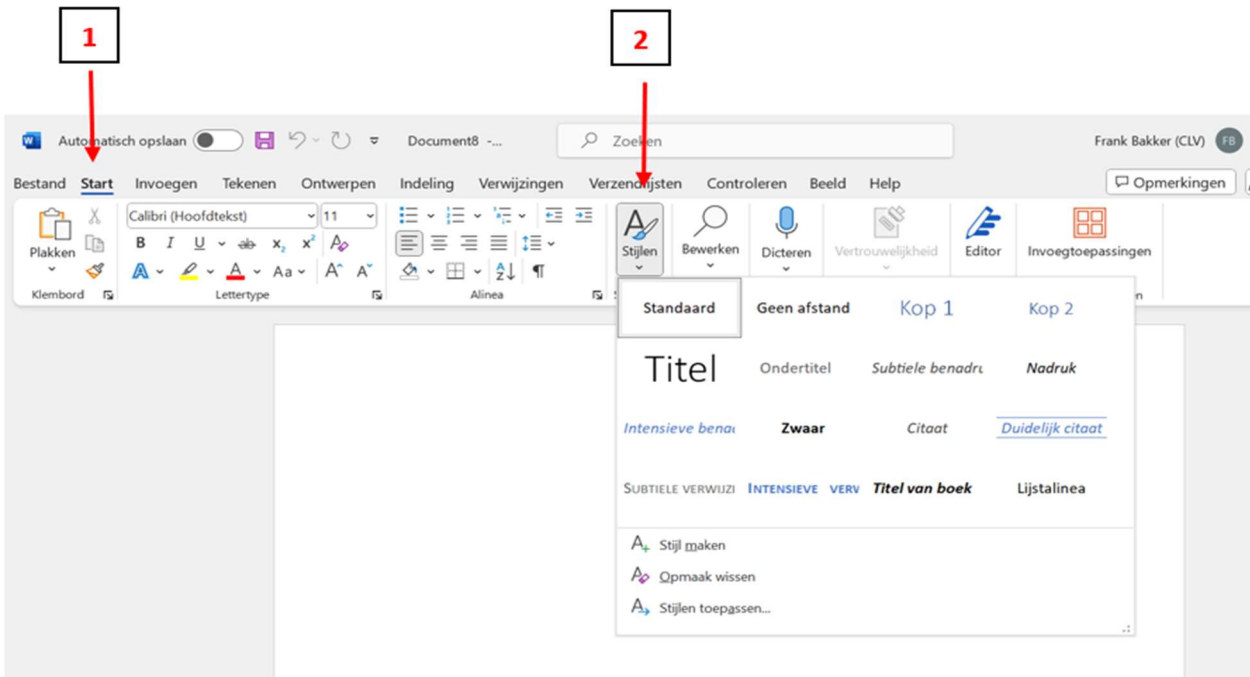 1
2
Automatisch opslaan Document8 -... Zoeken Frank Bakker (CLV) FB
Bestand Start Invoegen Tekenen Ontwerpen Indeling Verwijzingen Verzendlijsten Controleren Beeld Help Opmerkingen
Calibri (Hoofdtekst) 11
Plakken B I U ab x₂ x² A Stijlen Bewerken Dicteren Vertrouwelijkheid Editor Invoegtoepassingen
A A Aa A A
Klembord Lettertype Alinea
Standaard Geen afstand Kop 1 Kop 2
Titel Ondertitel Subtiele benadru Nadruk
Intensieve bena Zwaar Citaat Duidelijk citaat
SUBTIELE VERWIJZI INTENSIEVE VERV Titel van boek Lijstalinea
Stijl maken
Opmaak wissen
Stijlen toepassen...